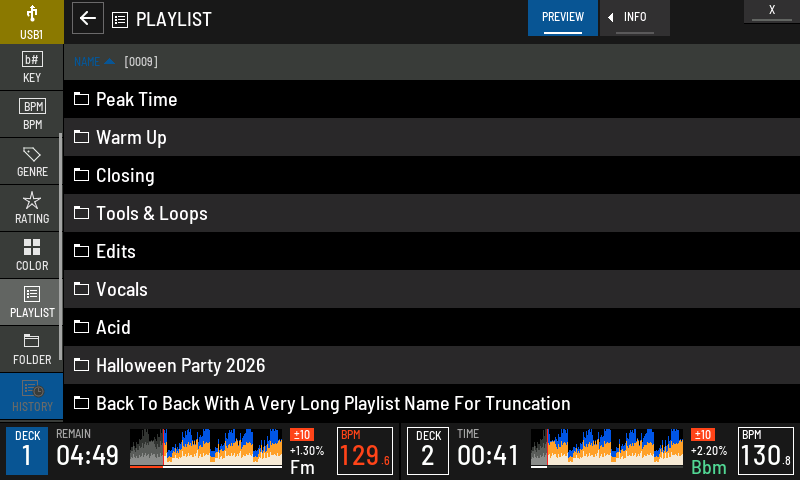 USB1
PLAYLIST
PREVIEW
INFO
X
b#
KEY
BPM
BPM
GENRE
RATING
COLOR
PLAYLIST
FOLDER
HISTORY
NAME [0009]
Peak Time
Warm Up
Closing
Tools & Loops
Edits
Vocals
Acid
Halloween Party 2026
Back To Back With A Very Long Playlist Name For Truncation
DECK
1
REMAIN
04:49
±10
+1.30%
Fm
BPM
129.6
DECK
2
TIME
00:41
±10
+2.20%
Bbm
BPM
130.8